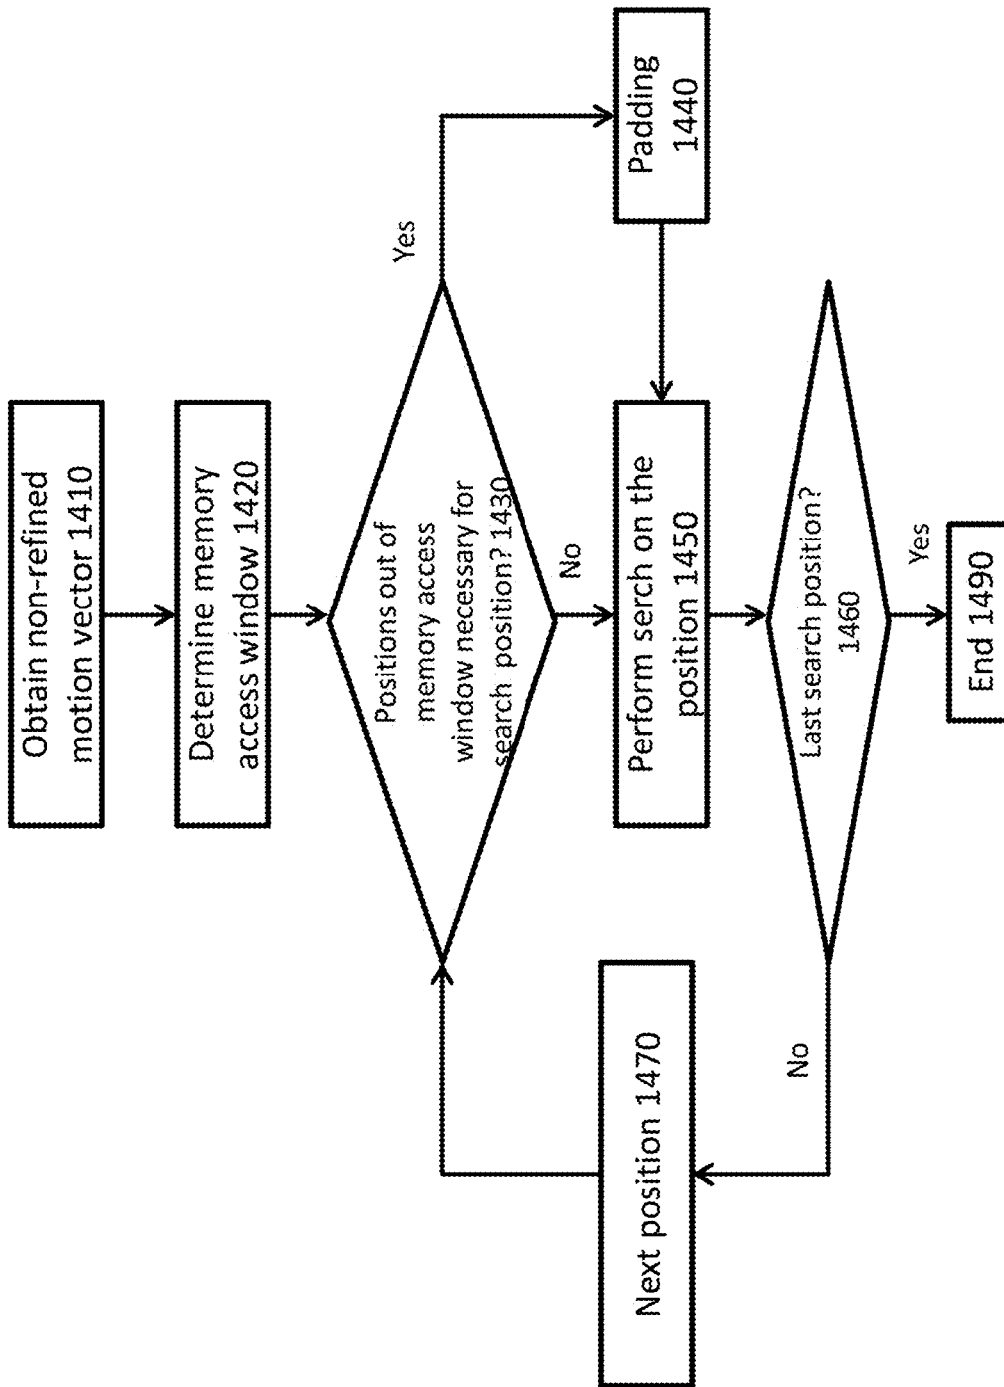 Obtain non-refined
motion vector 1410
Determine memory
access window 1420
Positions out of
memory access
window necessary for
search position? 1430
Yes
Padding
1440
No
Perform serch on the
position 1450
Last search position?
1460
No
Next position 1470
Yes
End 1490